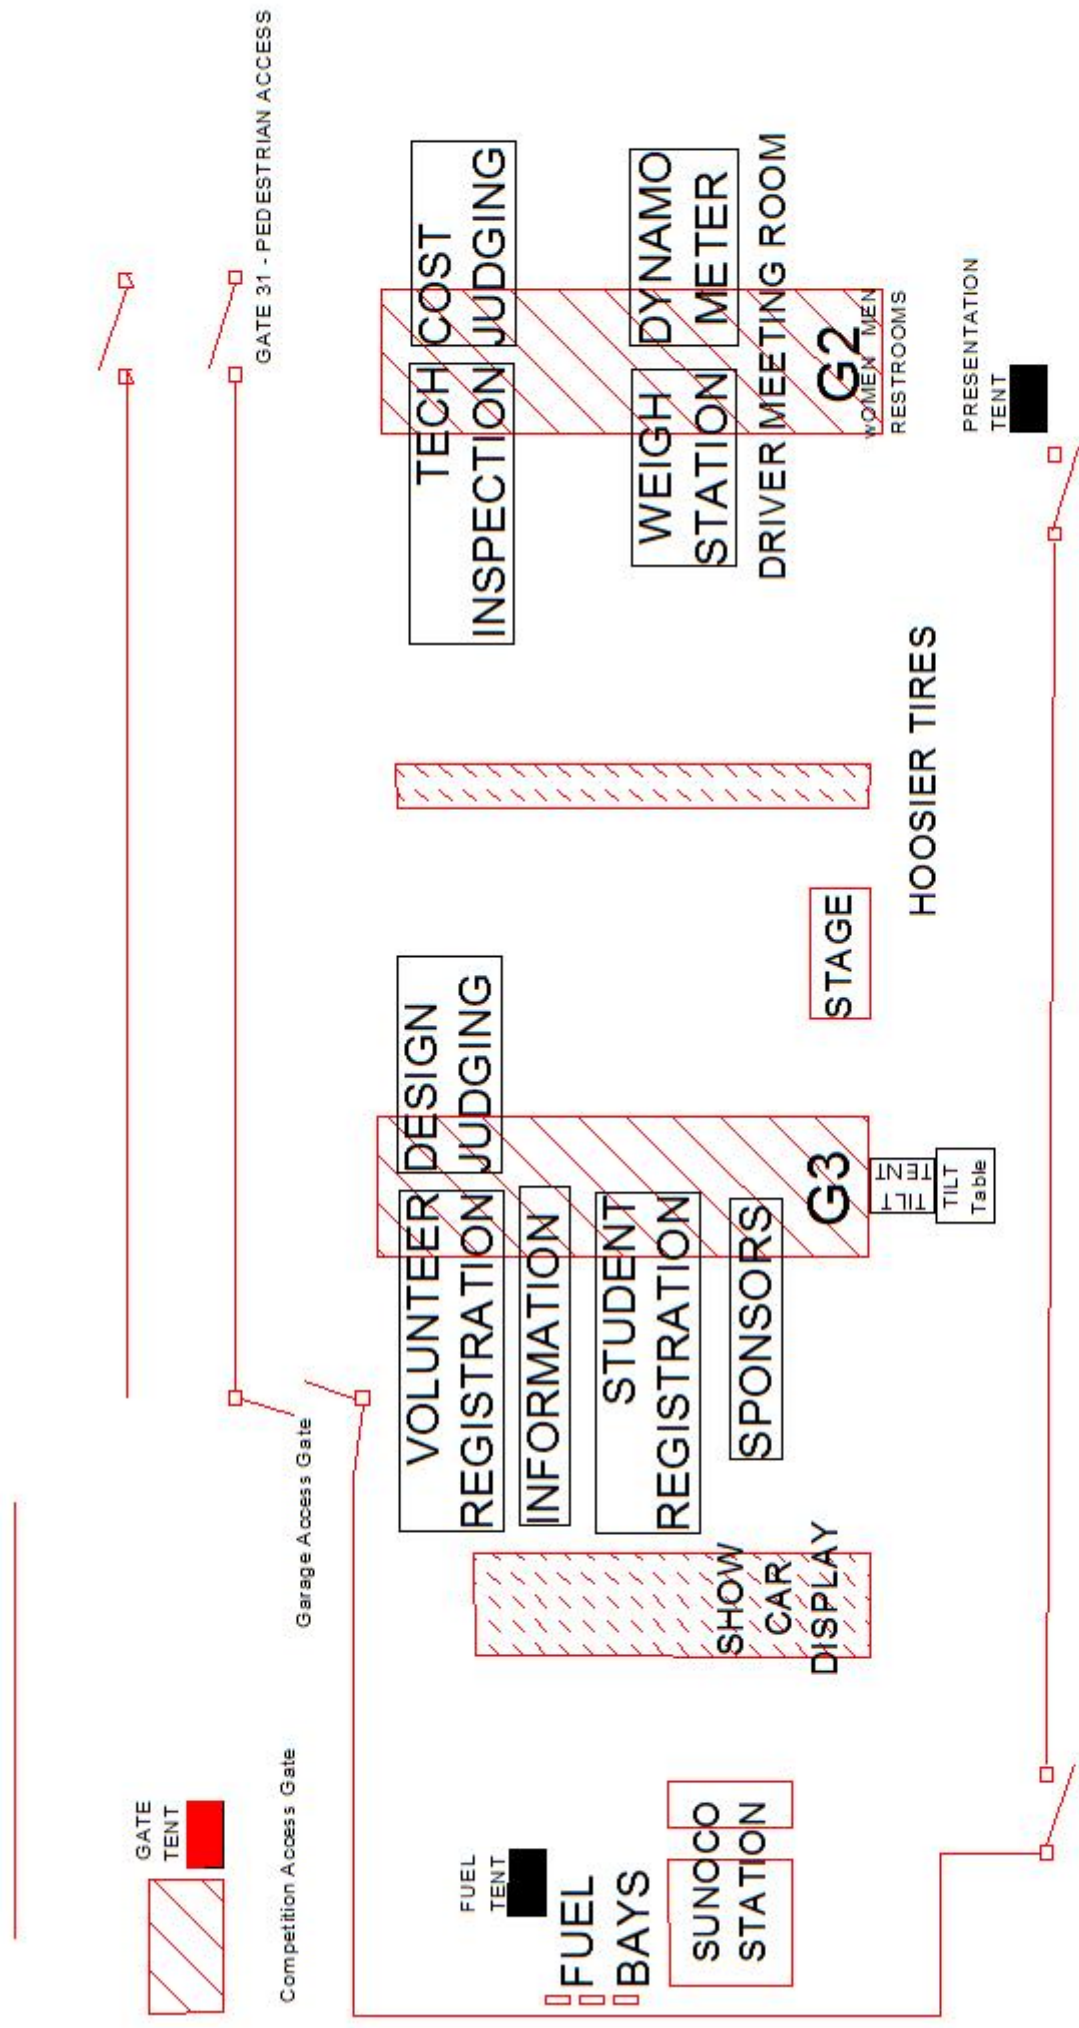 GATE
TENT
Competition Access Gate
Garage Access Gate
GATE 31 - PEDESTRIAN ACCESS
FUEL
TENT
FUEL
BAYS
SUNOCO
STATION
SHOW
CAR
DISPLAY
VOLUNTEER
REGISTRATION
INFORMATION
STUDENT
REGISTRATION
SPONSORS
DESIGN
JUDGING
G3
TILT
TENT
TILT
Table
STAGE
HOOSIER TIRES
TECH
INSPECTION
COST
JUDGING
WEIGH
STATION
DYNAMO
METER
DRIVER MEETING ROOM
G2
wOMEN MEN
RESTROOMS
PRESENTATION
TENT